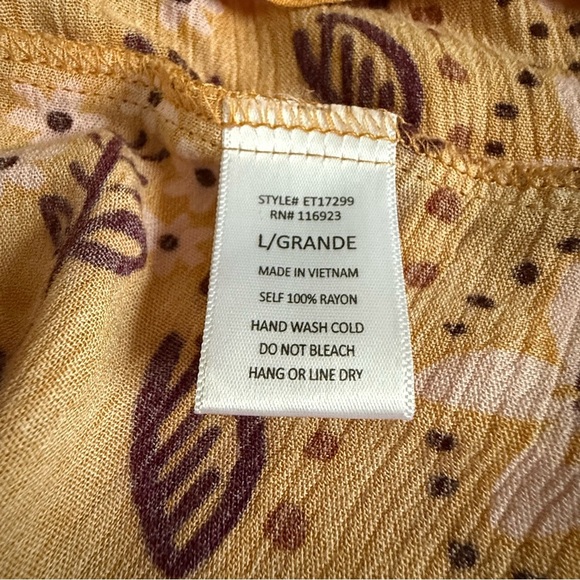 STYLE# ET17299
RN# 116923
L/GRANDE
MADE IN VIETNAM
SELF 100% RAYON
HAND WASH COLD
DO NOT BLEACH
HANG OR LINE DRY